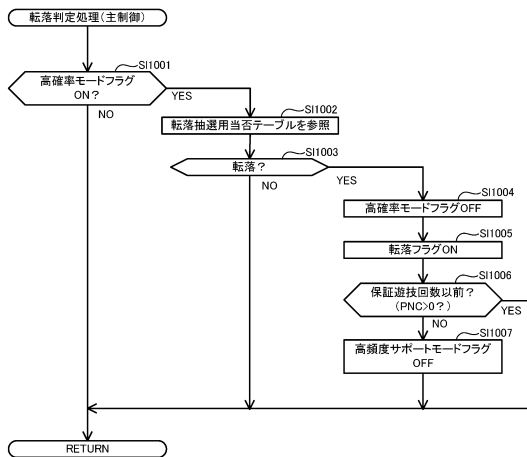 転落判定処理(主制御)
SI1001
高確率モードフラグ
ON?
YES
NO
SI1002
転落抽選用当否テーブルを参照
SI1003
転落?
YES
NO
SI1004
高確率モードフラグOFF
SI1005
転落フラグON
SI1006
保証遊技回数以前?
(PNC>0?)
YES
NO
SI1007
高頻度サポートモードフラグ
OFF
RETURN